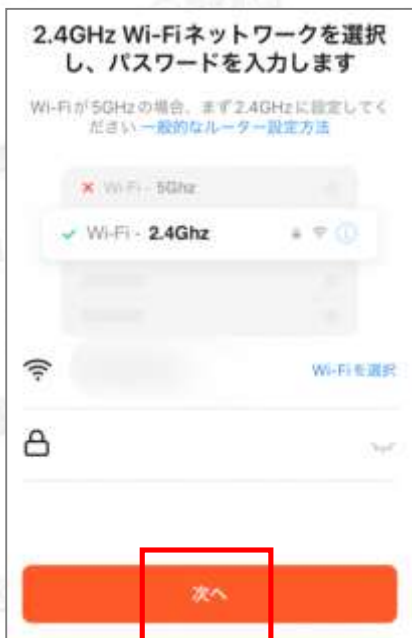 2.4GHz Wi-Fiネットワークを選択
し、パスワードを入力します
Wi-Fiが5GHzの場合、まず2.4GHzに設定してく
ださい 一般的なルーター設定方法
Wi-Fi - 5Ghz
Wi-Fi - 2.4Ghz
Wi-Fiを選択
次へ